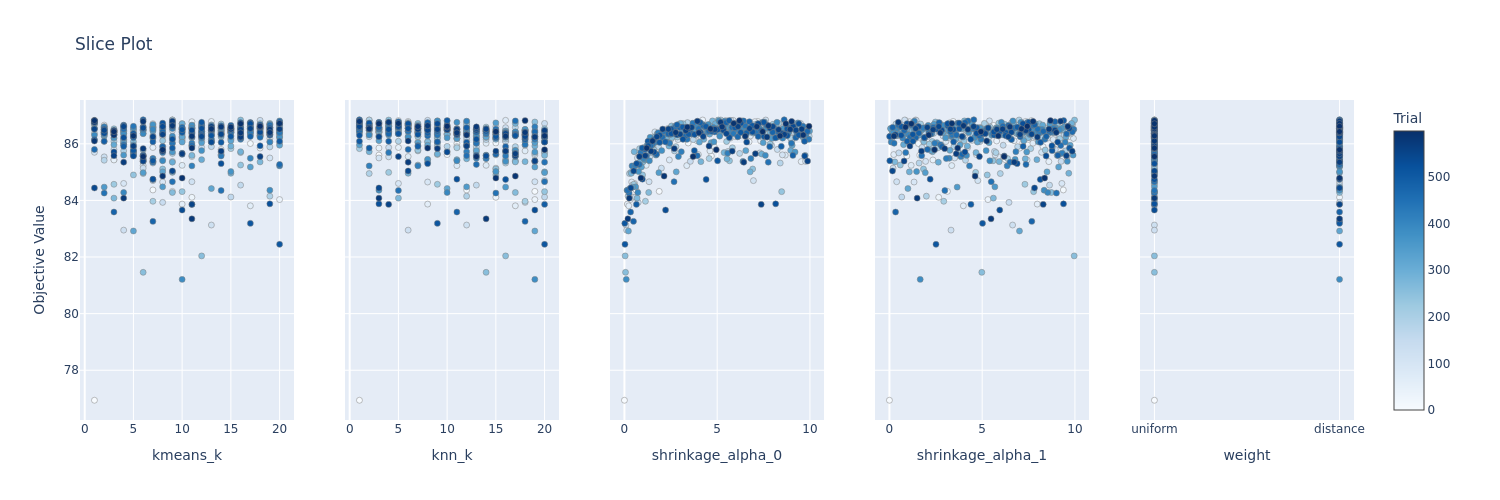 Slice Plot
Objective Value
86
84
82
80
78
0 5 10 15 20
kmeans_k
0 5 10 15 20
knn_k
0 5 10
shrinkage_alpha_0
0 5 10
shrinkage_alpha_1
uniform distance
weight
Trial
500
400
300
200
100
0